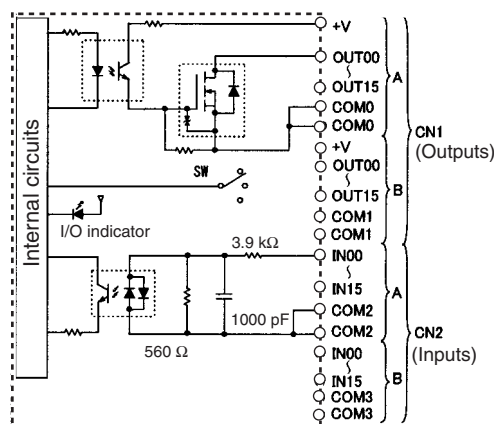 Internal circuits
+V
OUT00
OUT15
COM0
COM0
A
+V
OUT00
OUT15
COM1
COM1
B
CN1
(Outputs)
SW
I/O indicator
3.9 kΩ
1000 pF
560 Ω
IN00
IN15
COM2
COM2
A
IN00
IN15
COM3
COM3
B
CN2
(Inputs)